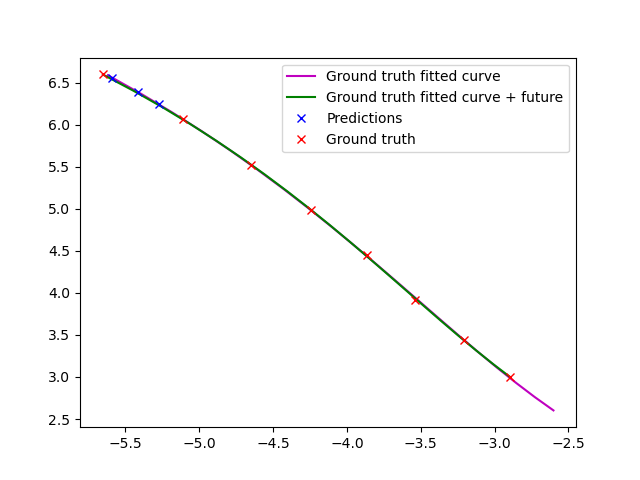 Ground truth fitted curve
Ground truth fitted curve + future
Predictions
Ground truth
6.5
6.0
5.5
5.0
4.5
4.0
3.5
3.0
2.5
−5.5 −5.0 −4.5 −4.0 −3.5 −3.0 −2.5